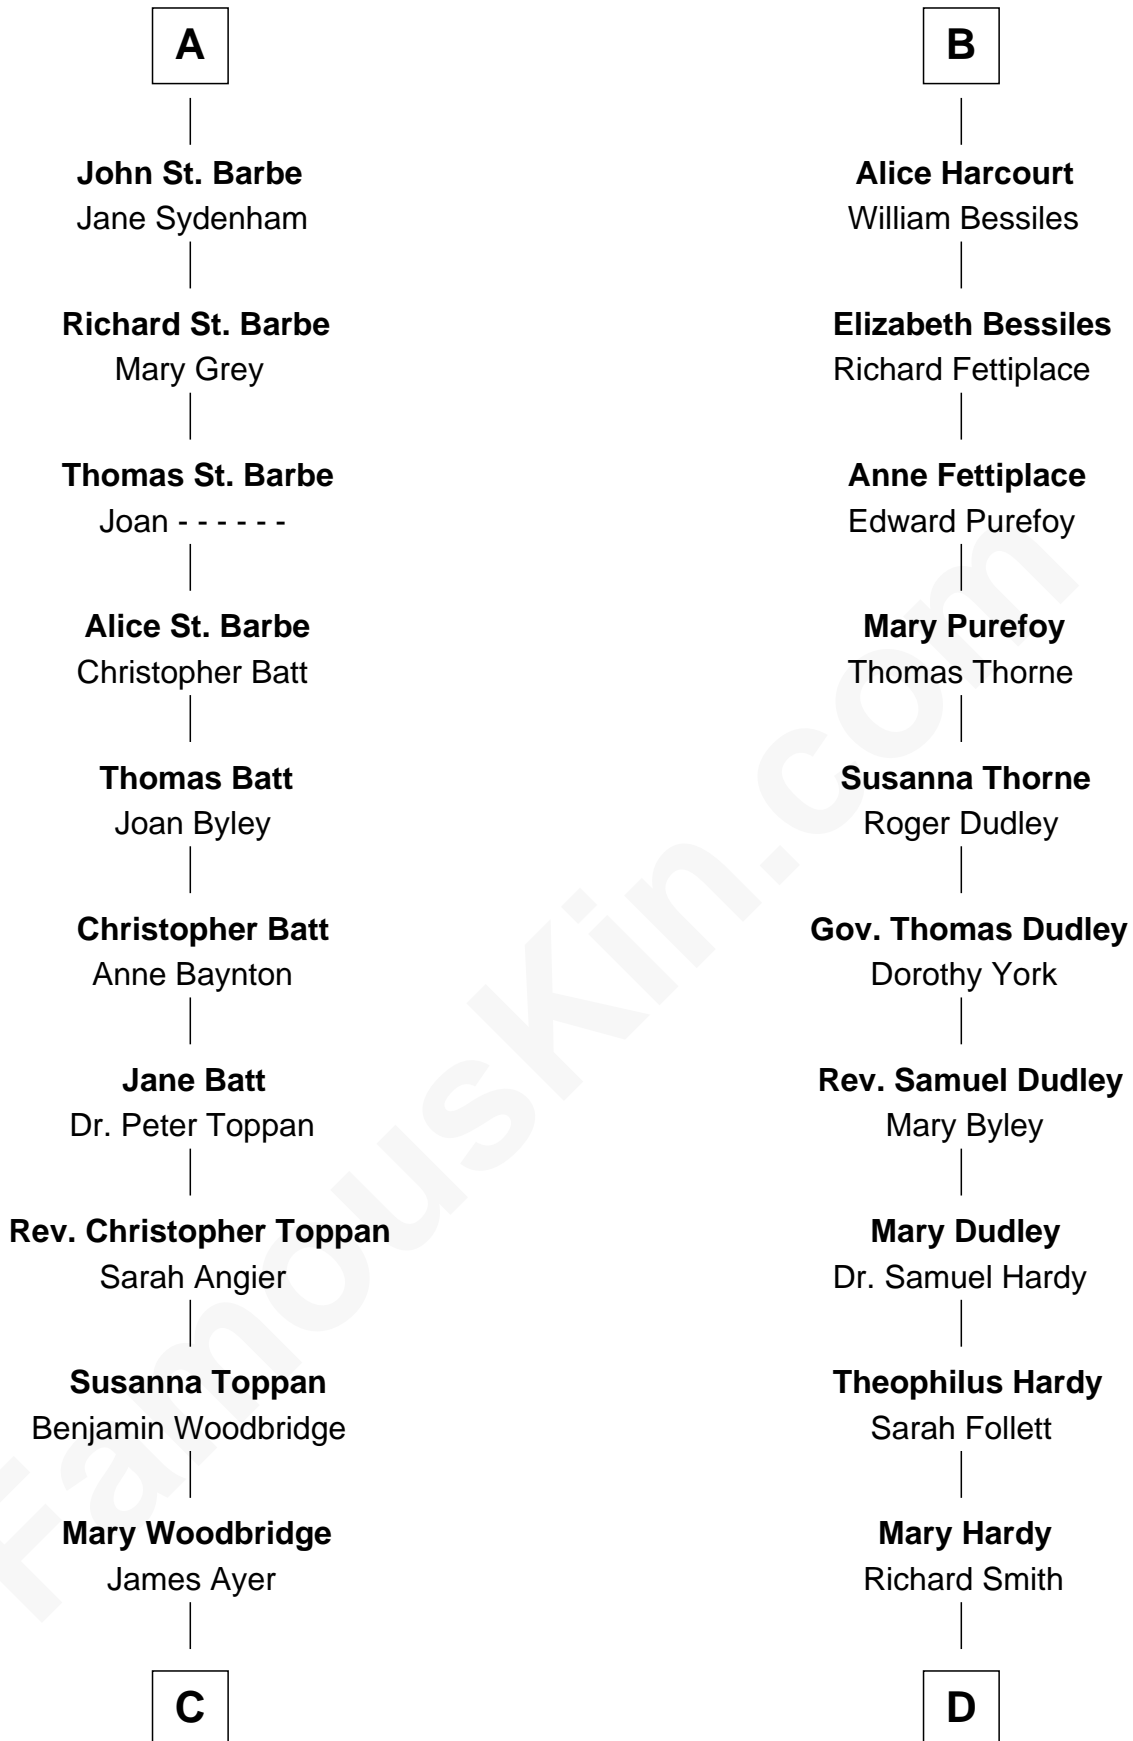 A
John St. Barbe
Jane Sydenham
Richard St. Barbe
Mary Grey
Thomas St. Barbe
Joan - - - - - -
Alice St. Barbe
Christopher Batt
Thomas Batt
Joan Byley
Christopher Batt
Anne Baynton
Jane Batt
Dr. Peter Toppan
Rev. Christopher Toppan
Sarah Angier
Susanna Toppan
Benjamin Woodbridge
Mary Woodbridge
James Ayer
C
B
Alice Harcourt
William Bessiles
Elizabeth Bessiles
Richard Fettiplace
Anne Fettiplace
Edward Purefoy
Mary Purefoy
Thomas Thorne
Susanna Thorne
Roger Dudley
Gov. Thomas Dudley
Dorothy York
Rev. Samuel Dudley
Mary Byley
Mary Dudley
Dr. Samuel Hardy
Theophilus Hardy
Sarah Follett
Mary Hardy
Richard Smith
D
FamousKin.com